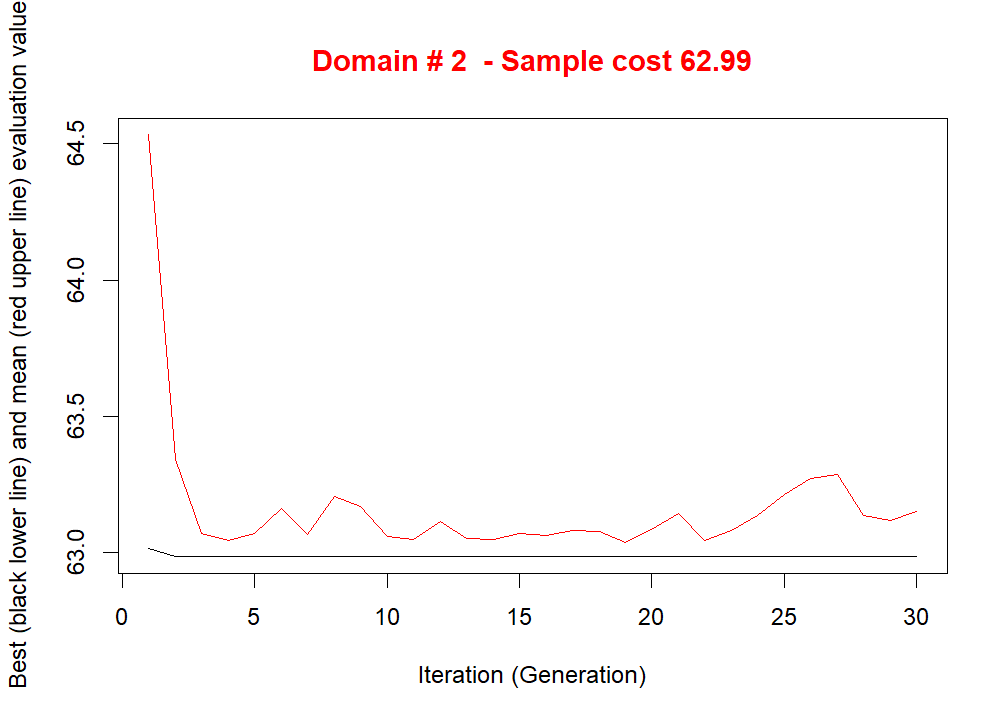 Domain # 2  - Sample cost 62.99
Best (black lower line) and mean (red upper line) evaluation value
64.5
64.0
63.5
63.0
0 5 10 15 20 25 30
Iteration (Generation)